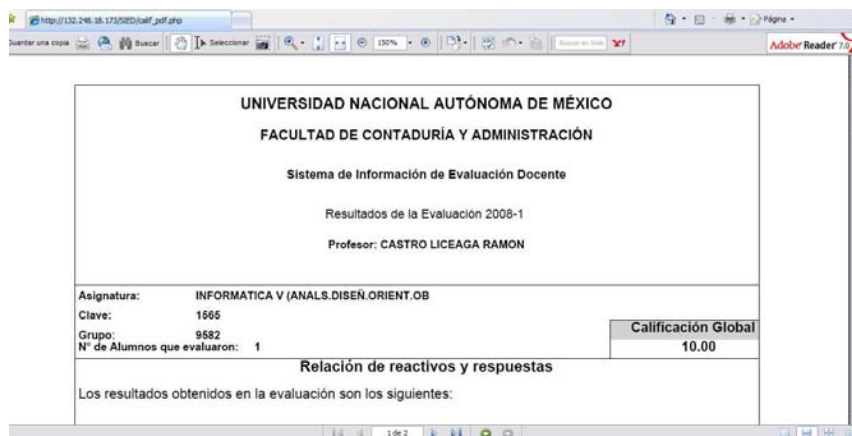 http://132.248.18.173/SIED/calif_pdf.php
Página
Guardar una copia
Buscar
Seleccionar
150%
Adobe Reader 7.0
UNIVERSIDAD NACIONAL AUTÓNOMA DE MÉXICO
FACULTAD DE CONTADURÍA Y ADMINISTRACIÓN
Sistema de Información de Evaluación Docente
Resultados de la Evaluación 2008-1
Profesor: CASTRO LICEAGA RAMON
Asignatura: INFORMATICA V (ANALS.DISEÑ.ORIENT.OB
Clave: 1565
Grupo: 9582
N° de Alumnos que evaluaron: 1
Calificación Global
10.00
Relación de reactivos y respuestas
Los resultados obtenidos en la evaluación son los siguientes:
1 de 2